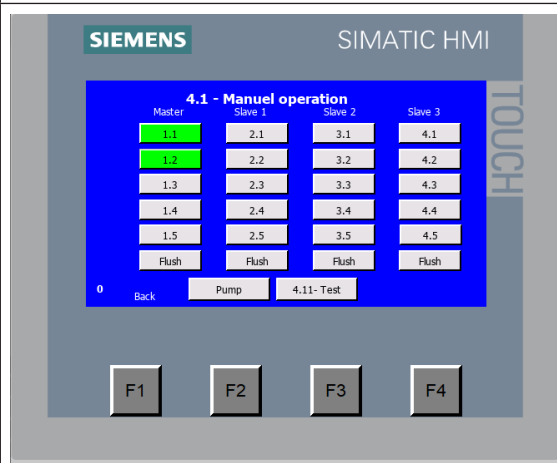 SIEMENS SIMATIC HMI
TOUCH
4.1 - Manuel operation
Master Slave 1 Slave 2 Slave 3
1.1 2.1 3.1 4.1
1.2 2.2 3.2 4.2
1.3 2.3 3.3 4.3
1.4 2.4 3.4 4.4
1.5 2.5 3.5 4.5
Flush Flush Flush Flush
0 Back Pump 4.11- Test
F1 F2 F3 F4